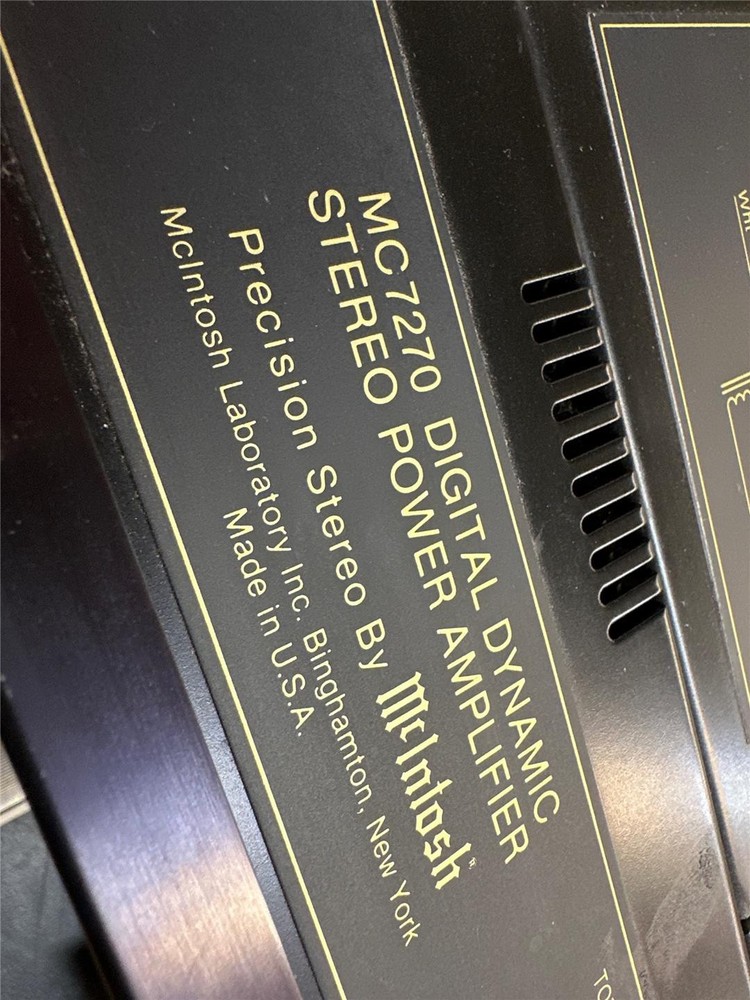 MC7270 DIGITAL DYNAMIC
STEREO POWER AMPLIFIER
Precision Stereo By McIntosh®
McIntosh Laboratory Inc. Binghamton, New York
Made in U.S.A.